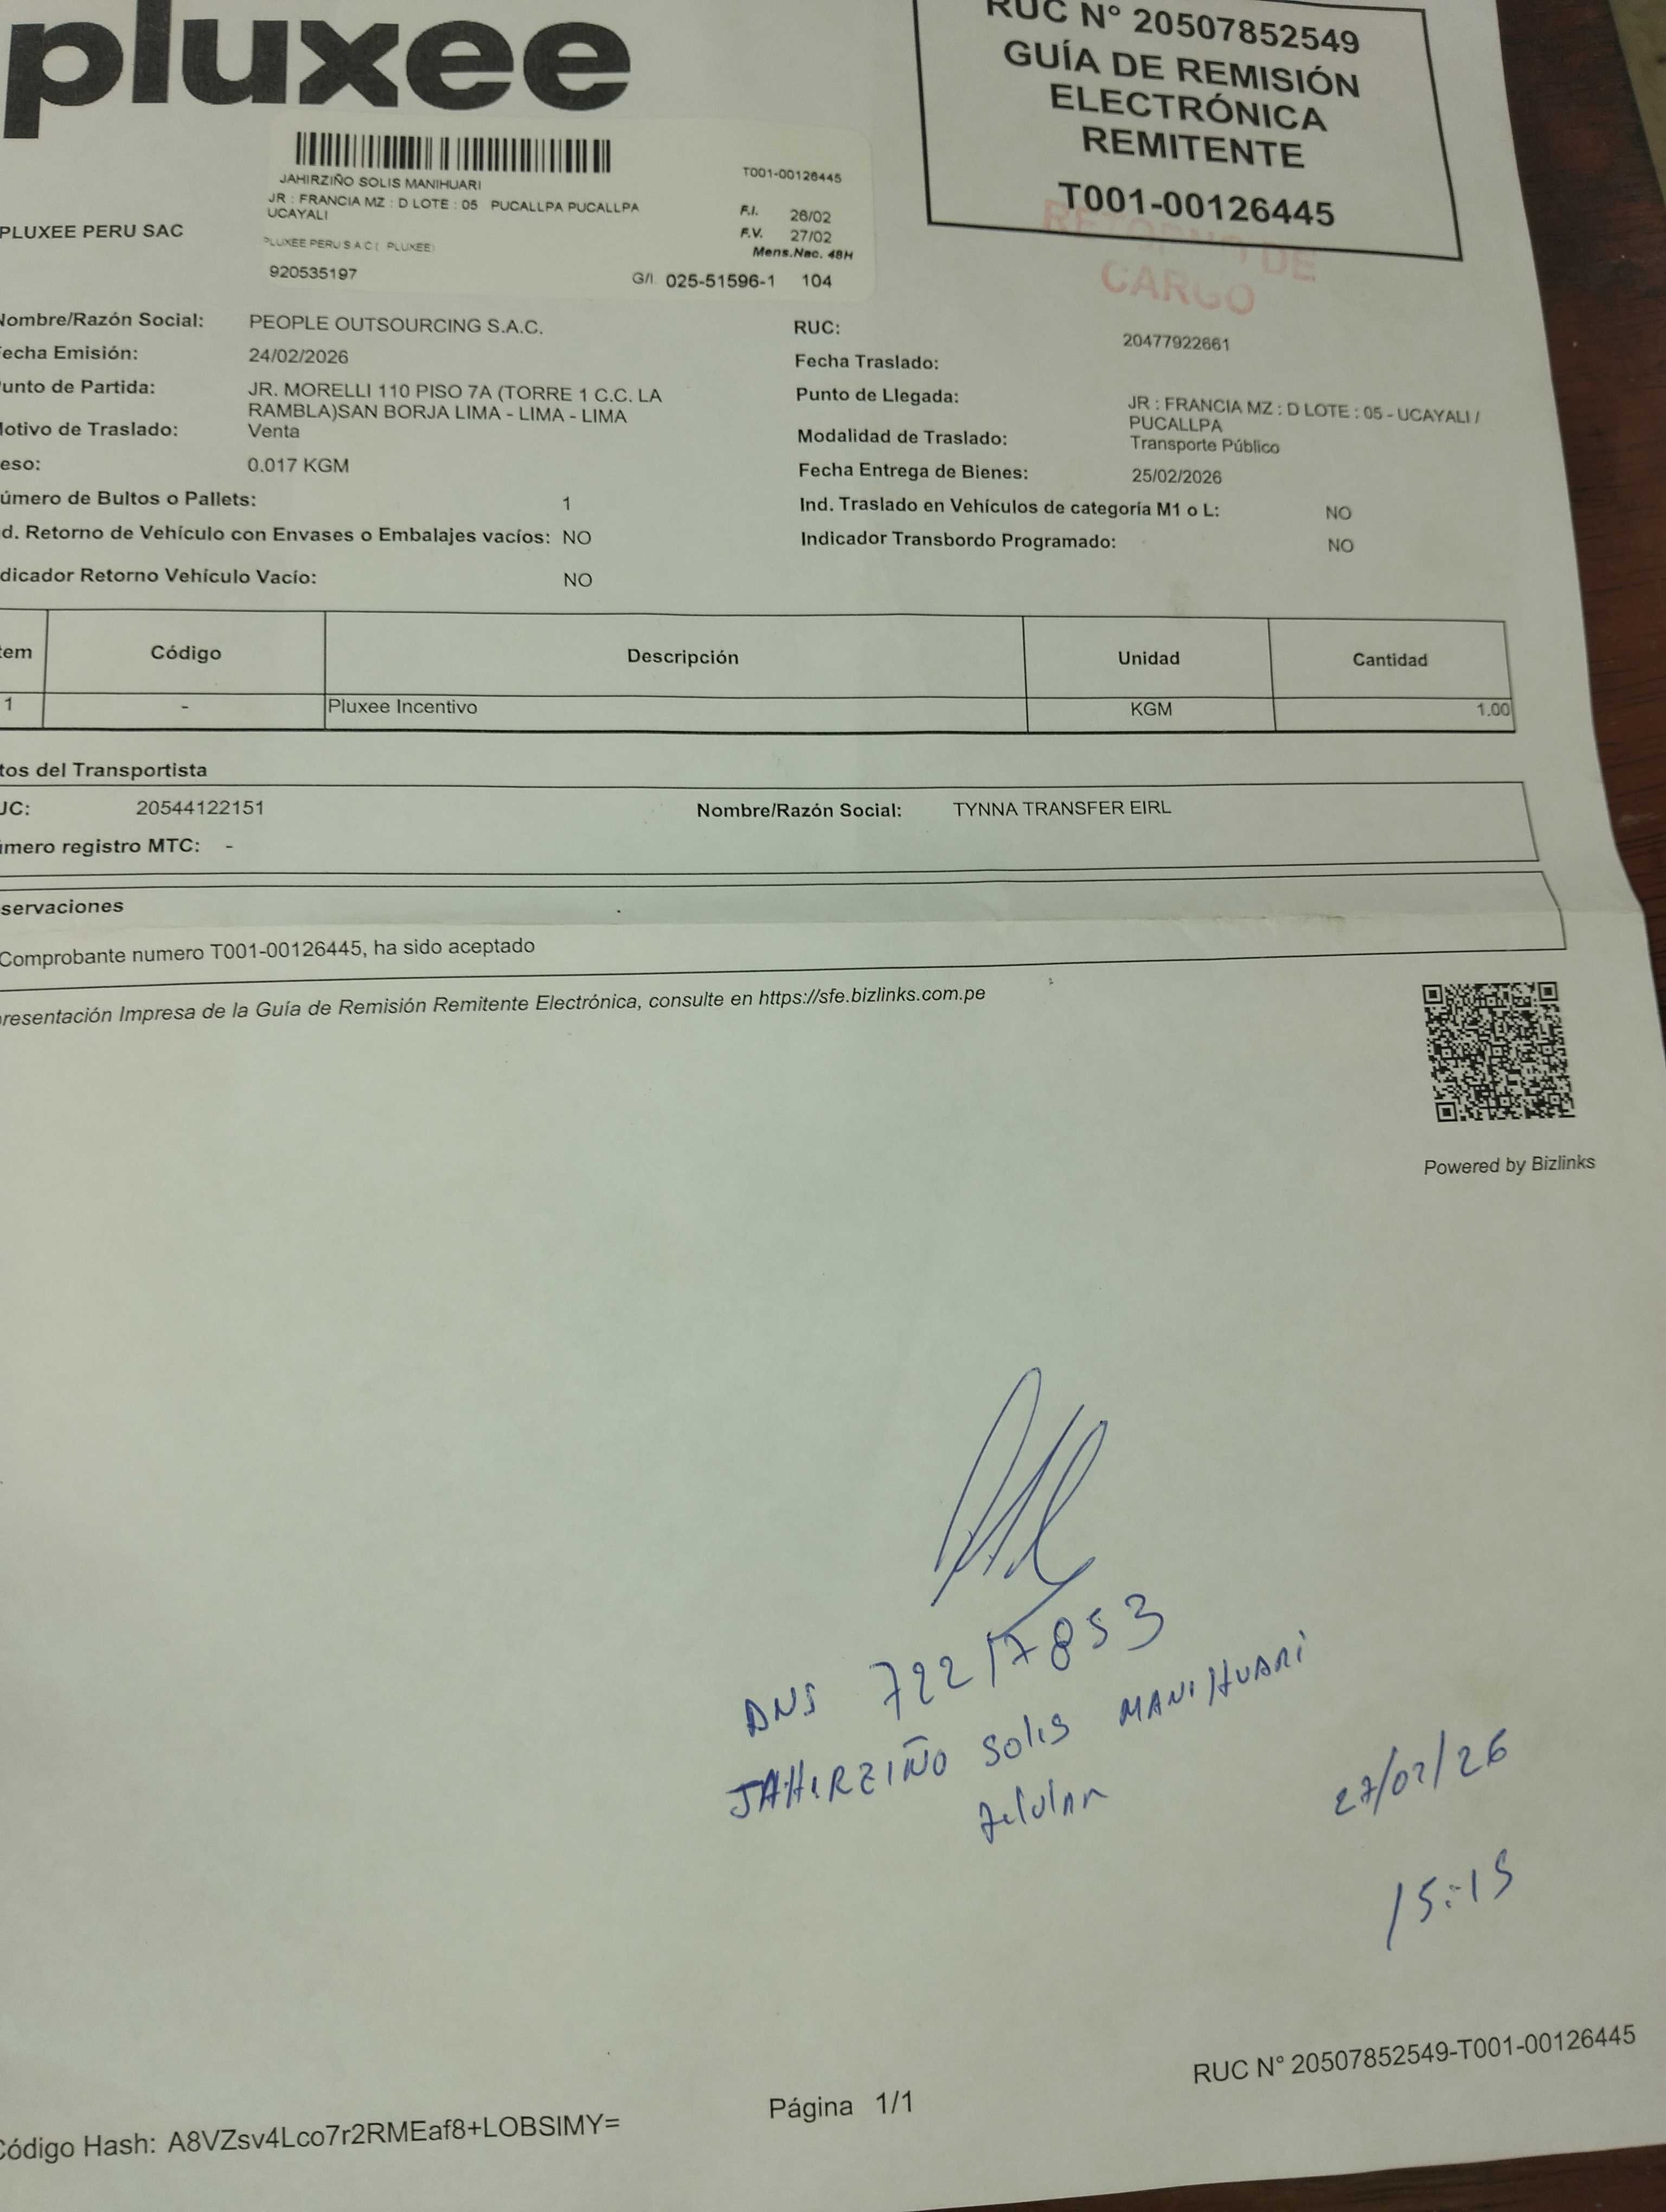 pluxee
RUC N° 20507852549
GUÍA DE REMISIÓN
ELECTRÓNICA
REMITENTE
T001-00126445
RETORNO DE
CARGO
JAHIRZIÑO SOLIS MANIHUARI
T001-00126445
JR : FRANCIA MZ : D LOTE : 05 PUCALLPA PUCALLPA
UCAYALI
F.I. 26/02
F.V. 27/02
PLUXEE PERU S A C ( PLUXEE)
Mens.Nac. 48H
920535197
G/I 025-51596-1 104
PLUXEE PERU SAC
Nombre/Razón Social: PEOPLE OUTSOURCING S.A.C.
RUC: 20477922661
echa Emisión: 24/02/2026
Fecha Traslado:
unto de Partida: JR. MORELLI 110 PISO 7A (TORRE 1 C.C. LA
RAMBLA)SAN BORJA LIMA - LIMA - LIMA
Punto de Llegada: JR : FRANCIA MZ : D LOTE : 05 - UCAYALI /
PUCALLPA
Motivo de Traslado: Venta
Modalidad de Traslado: Transporte Público
eso: 0.017 KGM
Fecha Entrega de Bienes: 25/02/2026
úmero de Bultos o Pallets: 1
Ind. Traslado en Vehículos de categoría M1 o L: NO
d. Retorno de Vehículo con Envases o Embalajes vacíos: NO
Indicador Transbordo Programado: NO
dicador Retorno Vehículo Vacío: NO
tem Código Descripción Unidad Cantidad
1 - Pluxee Incentivo KGM 1.00
tos del Transportista
UC: 20544122151
Nombre/Razón Social: TYNNA TRANSFER EIRL
úmero registro MTC: -
servaciones
Comprobante numero T001-00126445, ha sido aceptado
presentación Impresa de la Guía de Remisión Remitente Electrónica, consulte en https://sfe.bizlinks.com.pe
Powered by Bizlinks
DNS 72217853
JAHIRZIÑO SOLIS MANIHUARI
27/02/26
15:15
RUC N° 20507852549-T001-00126445
Página 1/1
Código Hash: A8VZsv4Lco7r2RMEaf8+LOBSIMY=